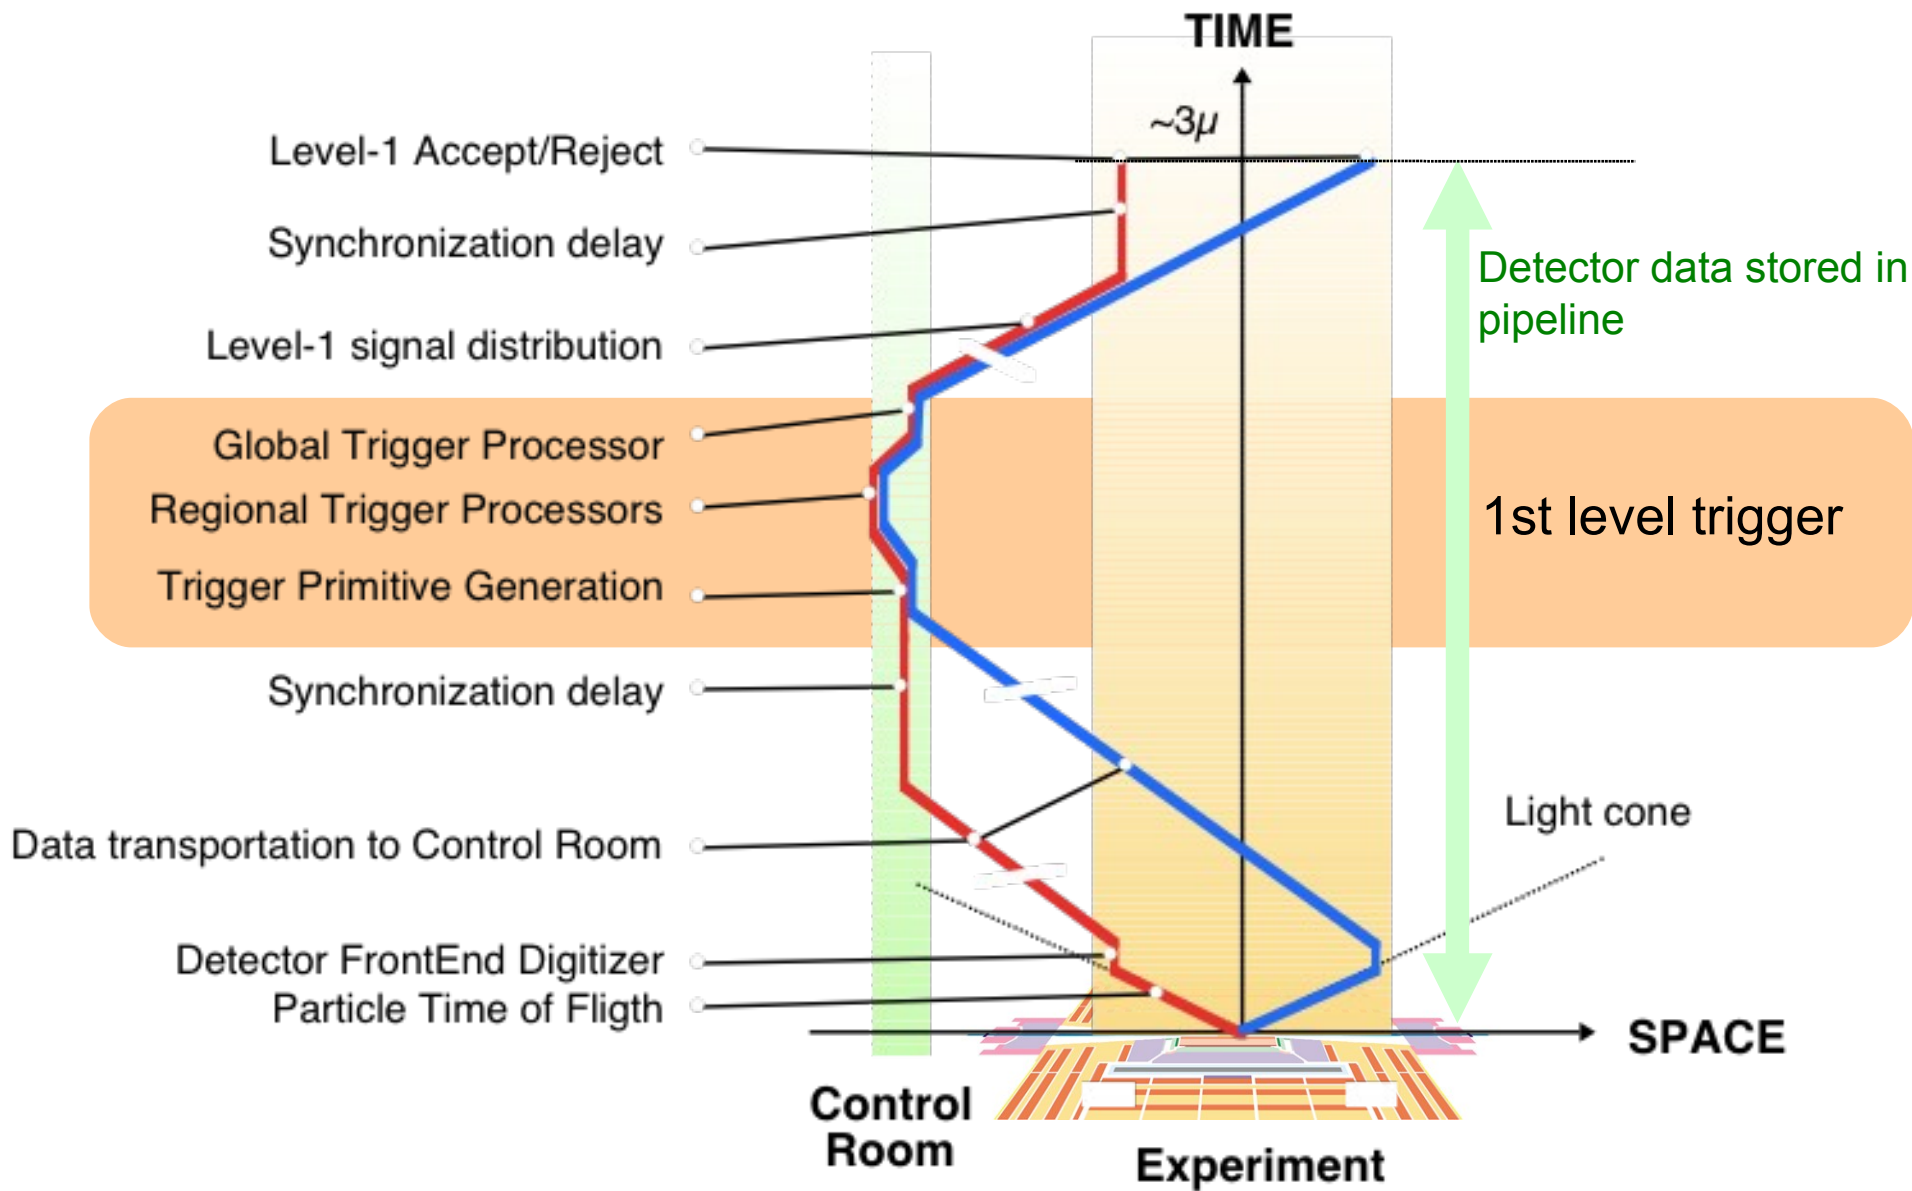 TIME
~3μ
Level-1 Accept/Reject
Synchronization delay
Detector data stored in
pipeline
Level-1 signal distribution
Global Trigger Processor
Regional Trigger Processors
1st level trigger
Trigger Primitive Generation
Synchronization delay
Light cone
Data transportation to Control Room
Detector FrontEnd Digitizer
Particle Time of Fligth
SPACE
Control
Room
Experiment